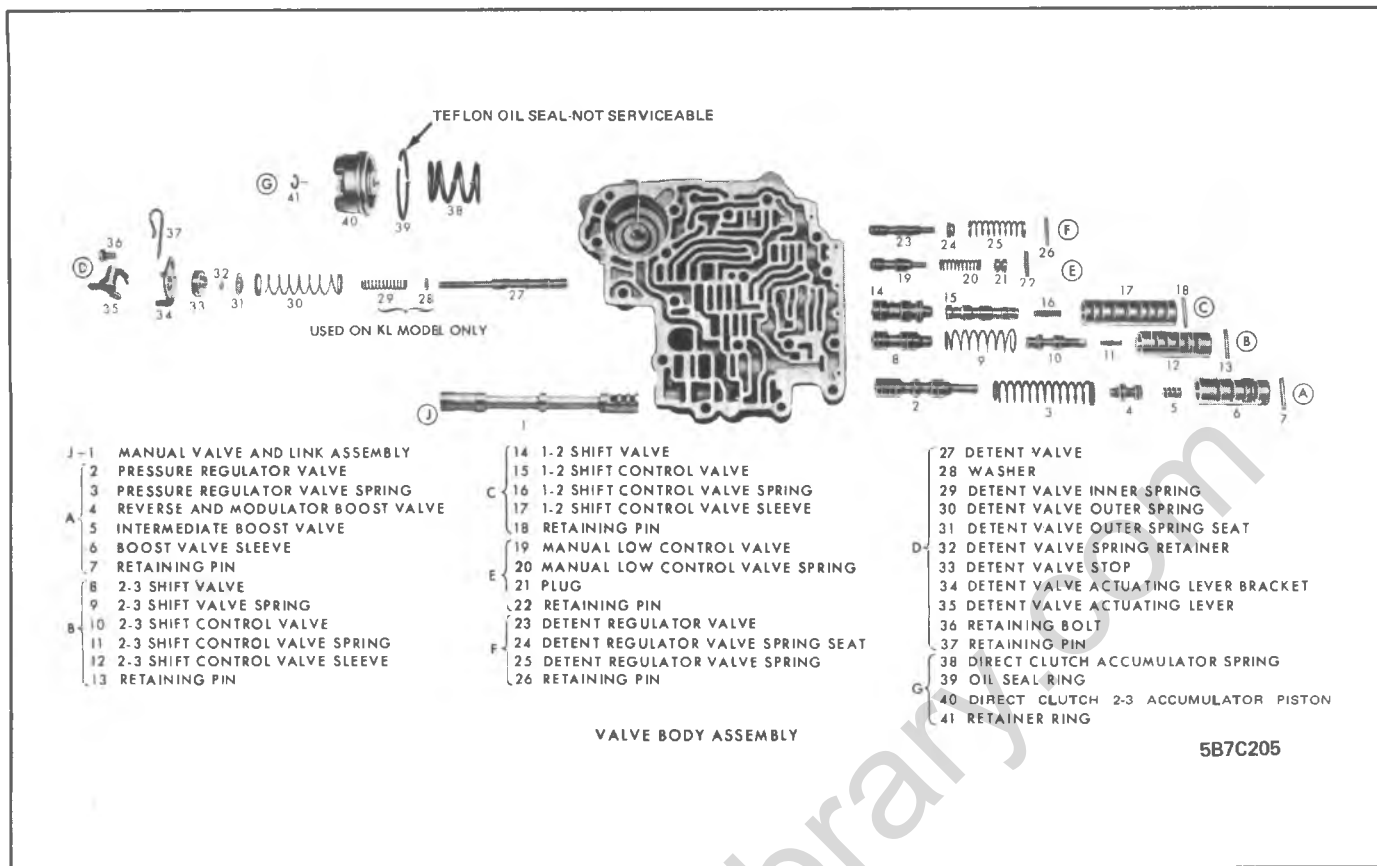 TEFLON OIL SEAL-NOT SERVICEABLE
G
41
40
39
38
36
37
D
35
34
33
32
31
30
29
28
27
USED ON KL MODEL ONLY
23
24
25
26
F
19
20
21
22
E
14
15
16
17
18
C
8
9
10
11
12
13
B
2
3
4
5
6
7
A
J
1
J-1 MANUAL VALVE AND LINK ASSEMBLY
A
2 PRESSURE REGULATOR VALVE
3 PRESSURE REGULATOR VALVE SPRING
4 REVERSE AND MODULATOR BOOST VALVE
5 INTERMEDIATE BOOST VALVE
6 BOOST VALVE SLEEVE
7 RETAINING PIN
B
8 2-3 SHIFT VALVE
9 2-3 SHIFT VALVE SPRING
10 2-3 SHIFT CONTROL VALVE
11 2-3 SHIFT CONTROL VALVE SPRING
12 2-3 SHIFT CONTROL VALVE SLEEVE
13 RETAINING PIN
C
14 1-2 SHIFT VALVE
15 1-2 SHIFT CONTROL VALVE
16 1-2 SHIFT CONTROL VALVE SPRING
17 1-2 SHIFT CONTROL VALVE SLEEVE
18 RETAINING PIN
E
19 MANUAL LOW CONTROL VALVE
20 MANUAL LOW CONTROL VALVE SPRING
21 PLUG
22 RETAINING PIN
F
23 DETENT REGULATOR VALVE
24 DETENT REGULATOR VALVE SPRING SEAT
25 DETENT REGULATOR VALVE SPRING
26 RETAINING PIN
D
27 DETENT VALVE
28 WASHER
29 DETENT VALVE INNER SPRING
30 DETENT VALVE OUTER SPRING
31 DETENT VALVE OUTER SPRING SEAT
32 DETENT VALVE SPRING RETAINER
33 DETENT VALVE STOP
34 DETENT VALVE ACTUATING LEVER BRACKET
35 DETENT VALVE ACTUATING LEVER
36 RETAINING BOLT
37 RETAINING PIN
G
38 DIRECT CLUTCH ACCUMULATOR SPRING
39 OIL SEAL RING
40 DIRECT CLUTCH 2-3 ACCUMULATOR PISTON
41 RETAINER RING
VALVE BODY ASSEMBLY
5B7C205
brary.com